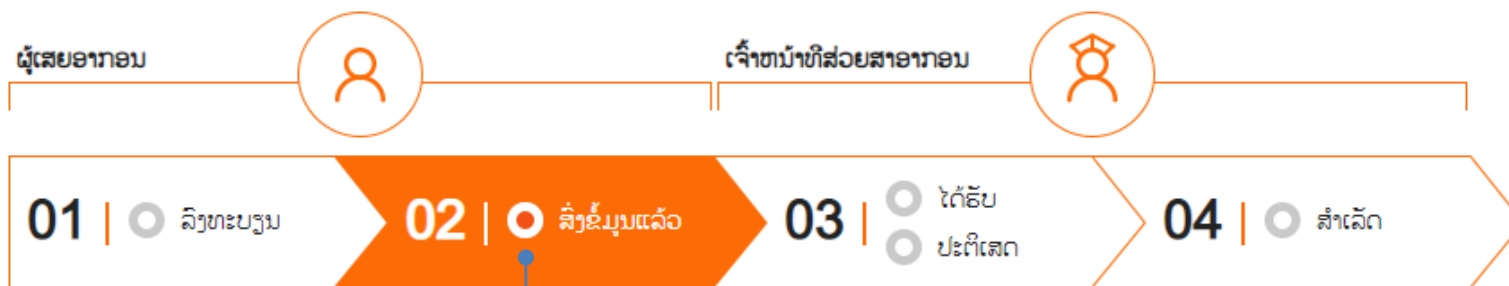 ຜູ້ເສຍອາກອນ
ເຈົ້າຫນ້າທີສ່ວຍສາອາກອນ
01 ລົງທະບຽນ
02 ສົ່ງຂໍ້ມູນແລ້ວ
03 ໄດ້ຮັບ
ປະຕິເສດ
04 ສຳເລັດ